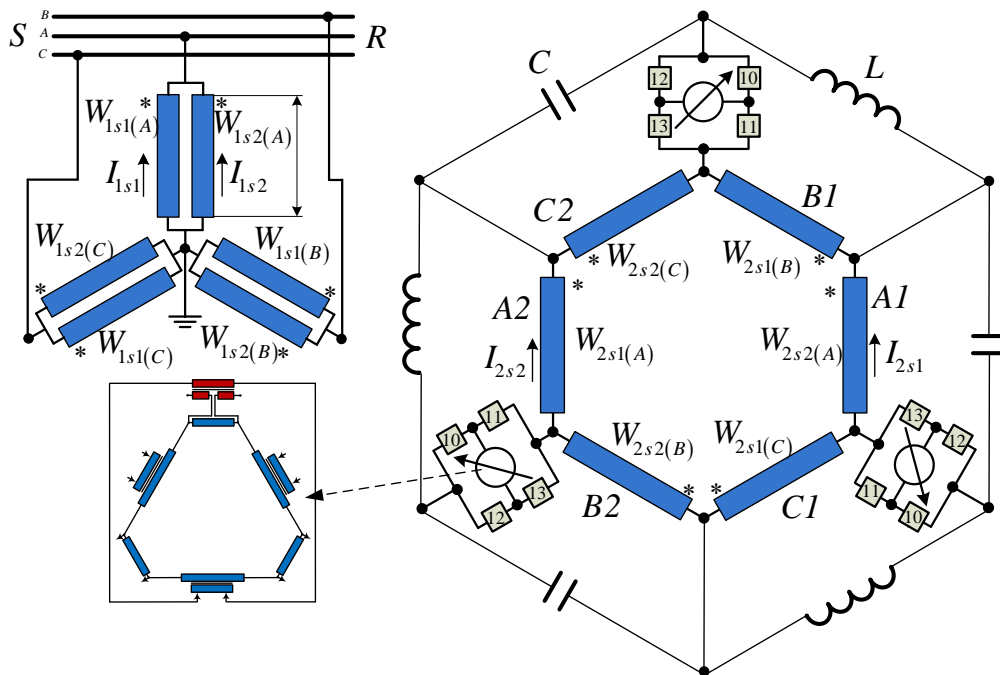 B
S A R
C
* *
W1s1(A) W1s2(A)
I1s1 I1s2
W1s2(C) W1s1(B)
* *
* *
W1s1(C) W1s2(B)
C L
12 10
13 11
C2 B1
* W2s2(C) W2s1(B) *
* *
A2 A1
W2s1(A) W2s2(A)
I2s2 I2s1
11 13
10 12
W2s2(B) W2s1(C)
13 11
* *
12 10
B2 C1